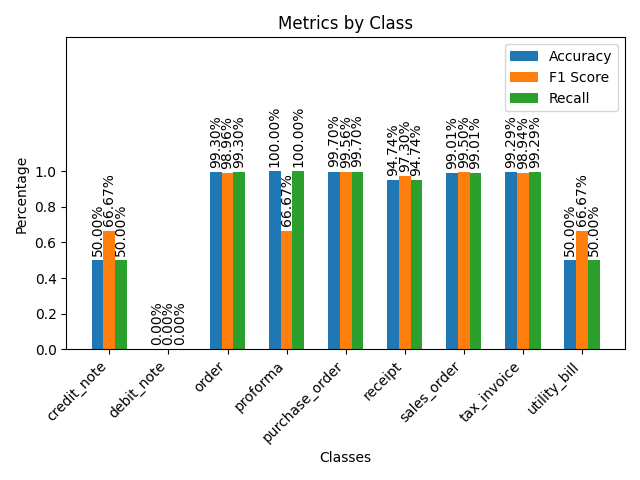 Metrics by Class
Accuracy
F1 Score
Recall
Percentage
1.0
0.8
0.6
0.4
0.2
0.0
50.00%
66.67%
50.00%
0.00%
0.00%
0.00%
99.30%
98.96%
99.30%
100.00%
66.67%
100.00%
99.70%
99.56%
99.70%
94.74%
97.30%
94.74%
99.01%
99.50%
99.01%
99.29%
98.94%
99.29%
50.00%
66.67%
50.00%
credit_note
debit_note
order
proforma
purchase_order
receipt
sales_order
tax_invoice
utility_bill
Classes